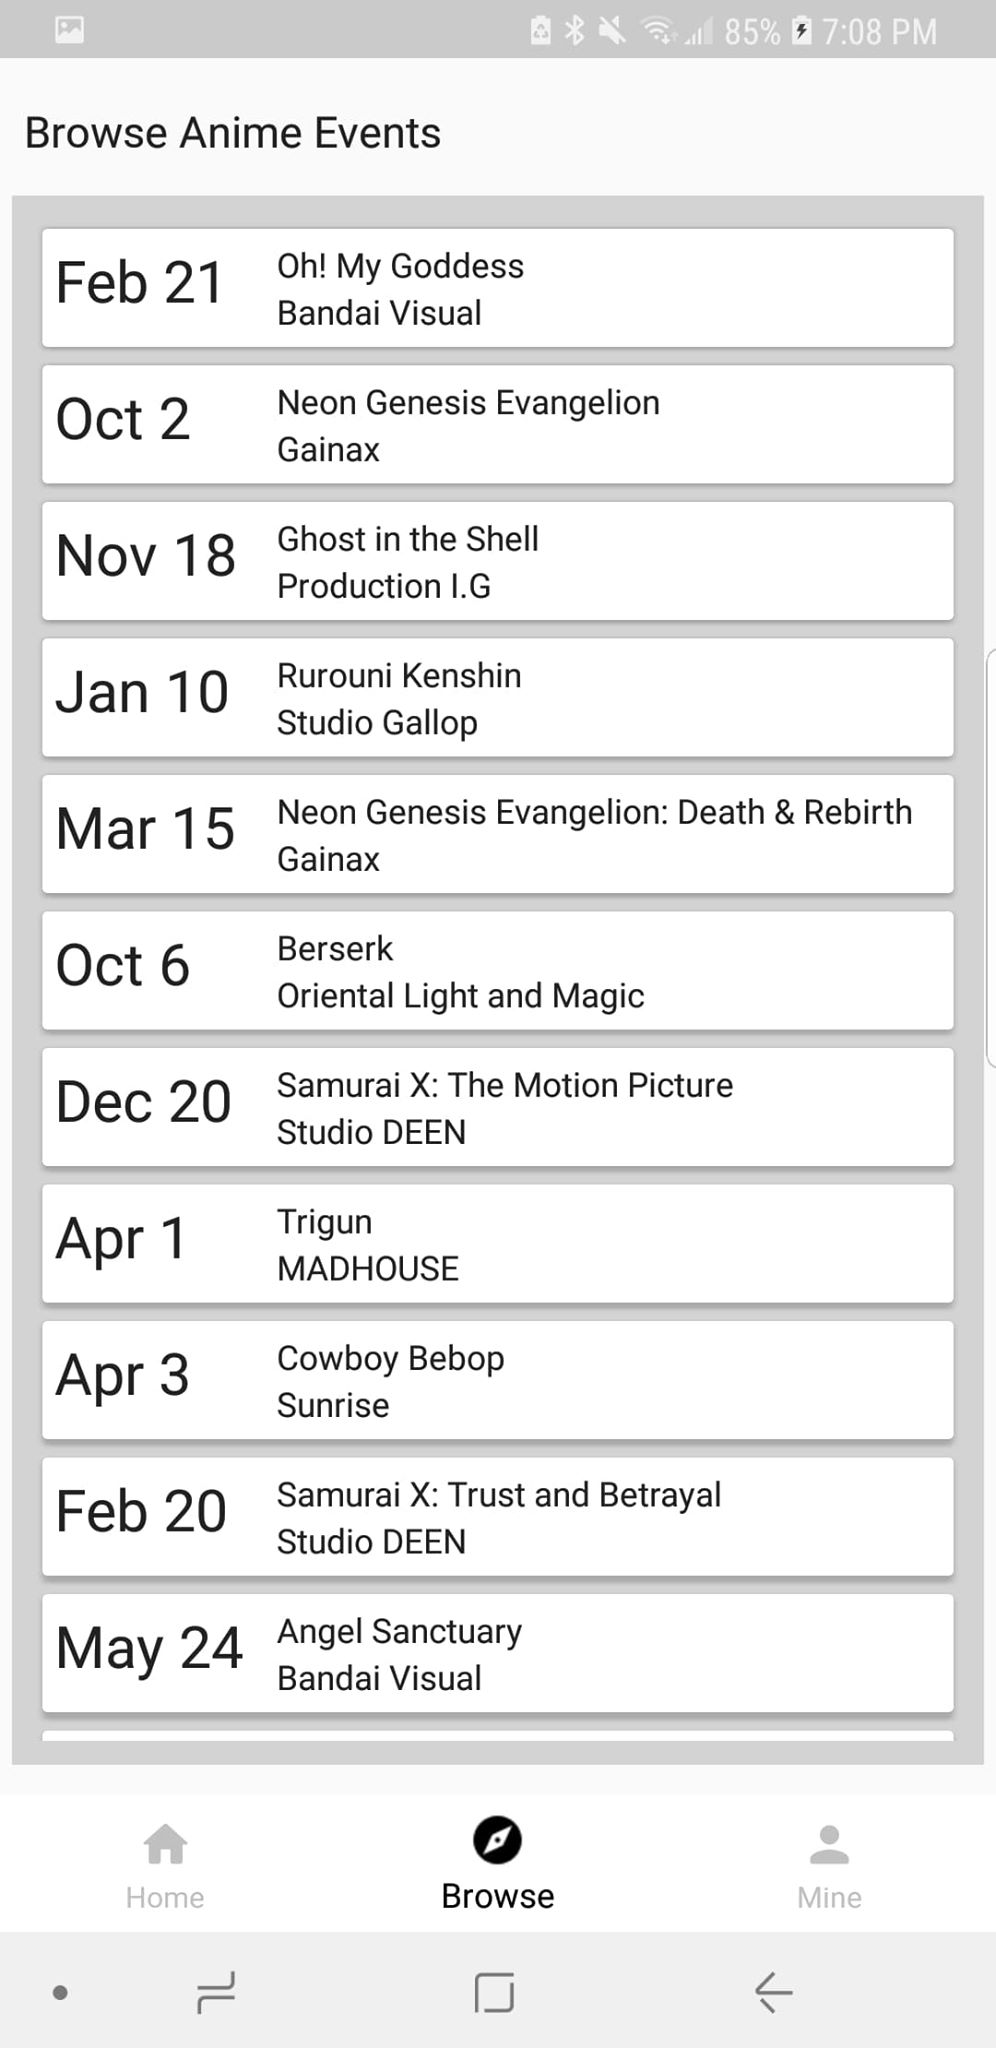 85% 7:08 PM
Browse Anime Events
Feb 21
Oh! My Goddess
Bandai Visual
Oct 2
Neon Genesis Evangelion
Gainax
Nov 18
Ghost in the Shell
Production I.G
Jan 10
Rurouni Kenshin
Studio Gallop
Mar 15
Neon Genesis Evangelion: Death & Rebirth
Gainax
Oct 6
Berserk
Oriental Light and Magic
Dec 20
Samurai X: The Motion Picture
Studio DEEN
Apr 1
Trigun
MADHOUSE
Apr 3
Cowboy Bebop
Sunrise
Feb 20
Samurai X: Trust and Betrayal
Studio DEEN
May 24
Angel Sanctuary
Bandai Visual
Home
Browse
Mine